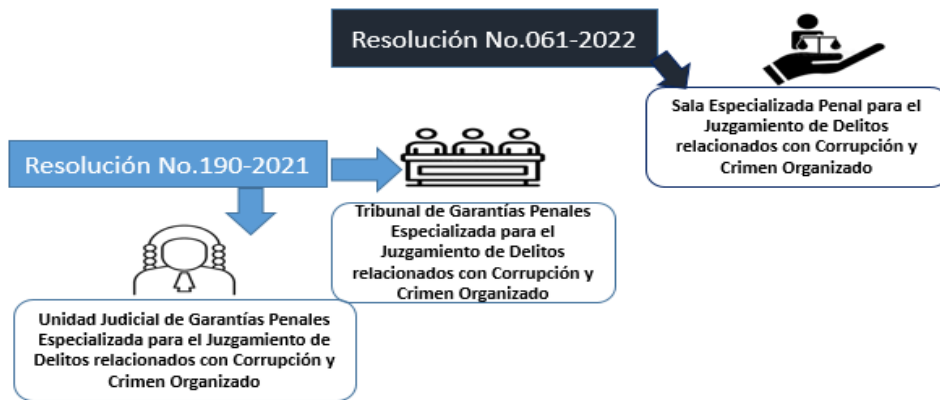 Resolución No.061-2022
Sala Especializada Penal para el
Juzgamiento de Delitos
relacionados con Corrupción y
Crimen Organizado
Resolución No.190-2021
Tribunal de Garantías Penales
Especializada para el
Juzgamiento de Delitos
relacionados con Corrupción y
Crimen Organizado
Unidad Judicial de Garantías Penales
Especializada para el Juzgamiento de
Delitos relacionados con Corrupción y
Crimen Organizado